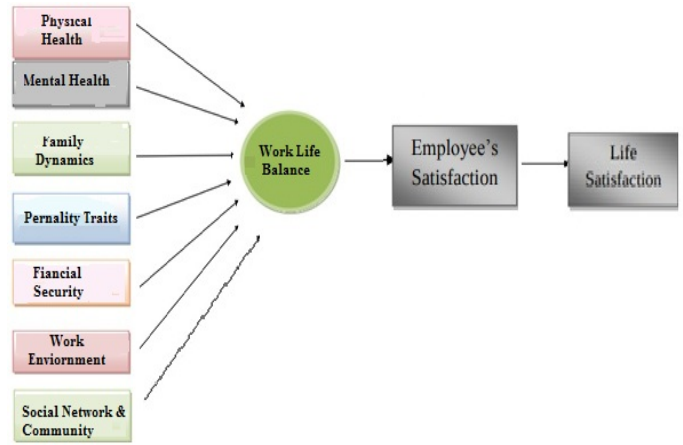 Physical
Health
Mental Health
Family
Dynamics
Pernality Traits
Fiancial
Security
Work
Enviornment
Social Network &
Community
Work Life
Balance
Employee's
Satisfaction
Life
Satisfaction